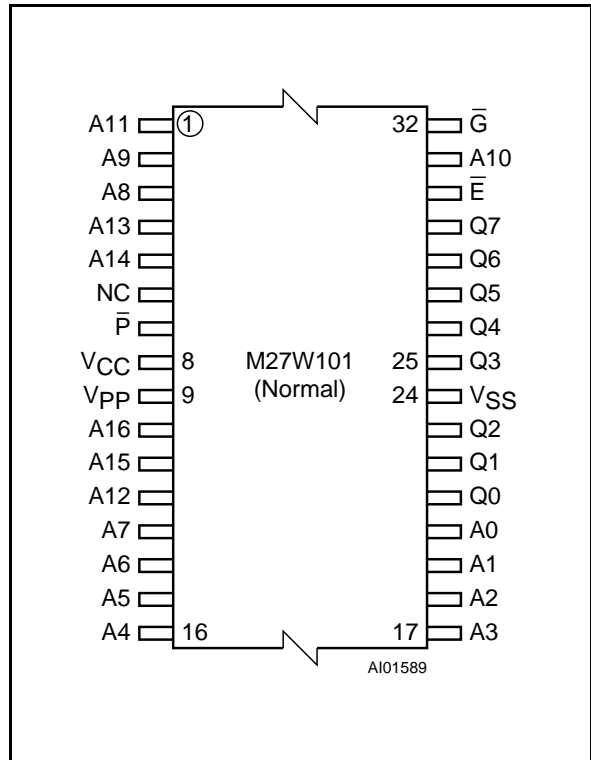 A11 1 32 G̅
A9 A10
A8 E̅
A13 Q7
A14 Q6
NC Q5
P̅ Q4
VCC 8 M27W101 25 Q3
VPP 9 (Normal) 24 VSS
A16 Q2
A15 Q1
A12 Q0
A7 A0
A6 A1
A5 A2
A4 16 17 A3
AI01589